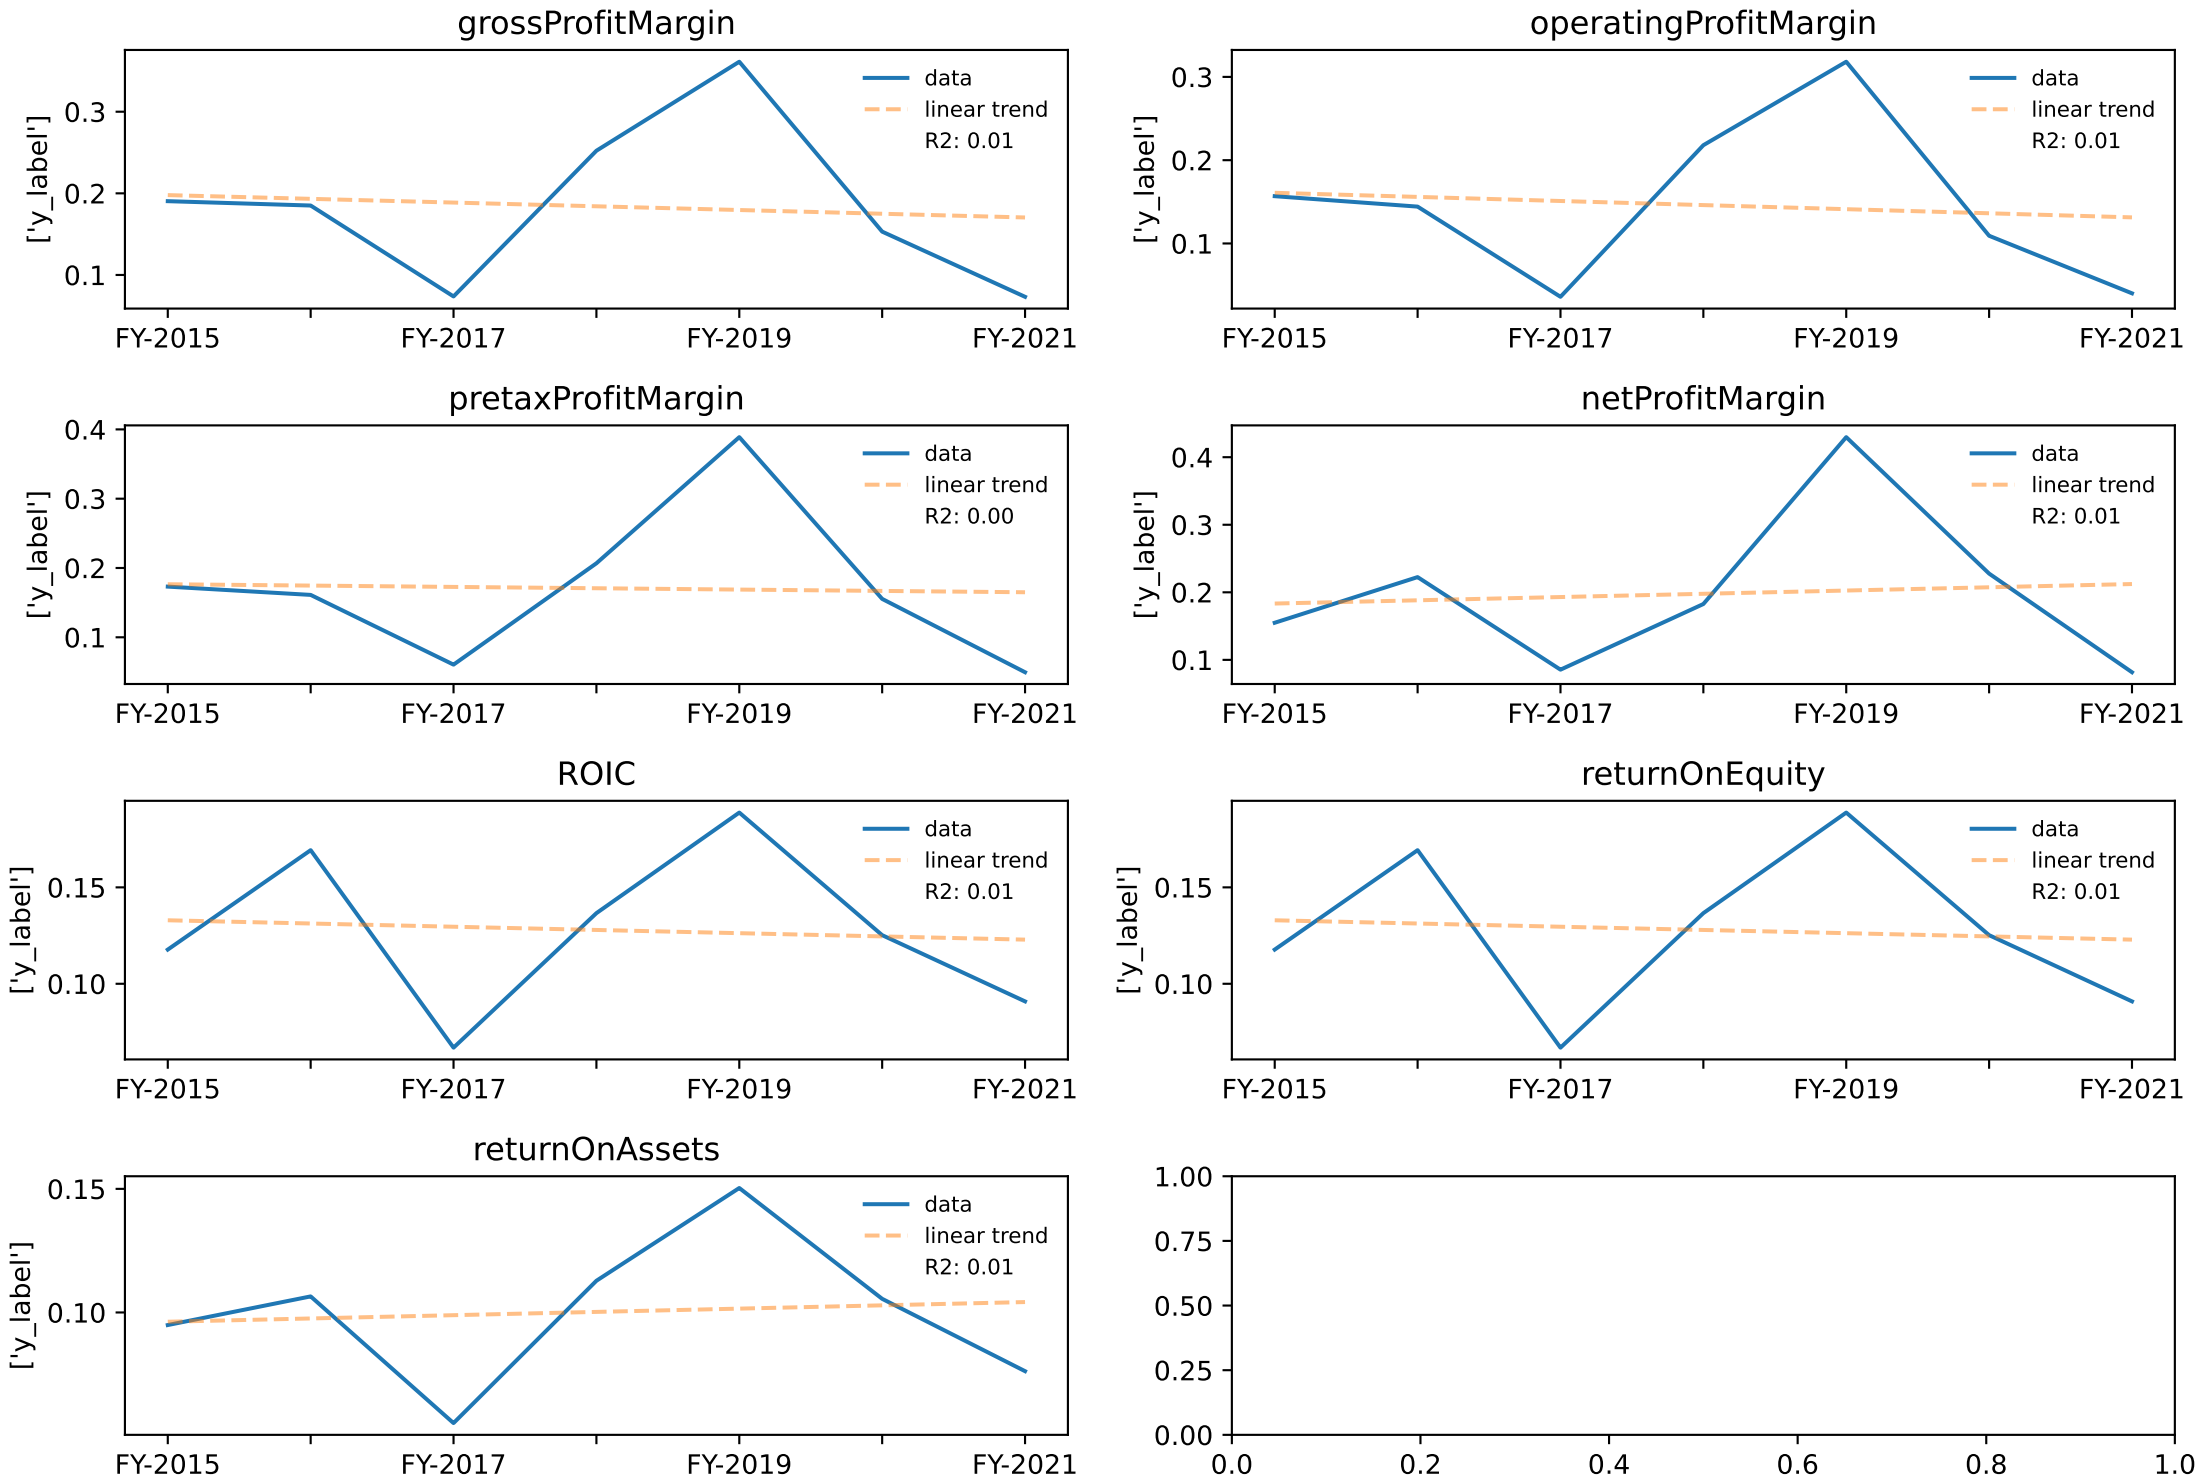 grossProfitMargin
['y_label']
0.3
0.2
0.1
data
linear trend
R2: 0.01
FY-2015 FY-2017 FY-2019 FY-2021
operatingProfitMargin
['y_label']
0.3
0.2
0.1
data
linear trend
R2: 0.01
FY-2015 FY-2017 FY-2019 FY-2021
pretaxProfitMargin
['y_label']
0.4
0.3
0.2
0.1
data
linear trend
R2: 0.00
FY-2015 FY-2017 FY-2019 FY-2021
netProfitMargin
['y_label']
0.4
0.3
0.2
0.1
data
linear trend
R2: 0.01
FY-2015 FY-2017 FY-2019 FY-2021
ROIC
['y_label']
0.15
0.10
data
linear trend
R2: 0.01
FY-2015 FY-2017 FY-2019 FY-2021
returnOnEquity
['y_label']
0.15
0.10
data
linear trend
R2: 0.01
FY-2015 FY-2017 FY-2019 FY-2021
returnOnAssets
['y_label']
0.15
0.10
data
linear trend
R2: 0.01
FY-2015 FY-2017 FY-2019 FY-2021
1.00
0.75
0.50
0.25
0.00
0.0 0.2 0.4 0.6 0.8 1.0